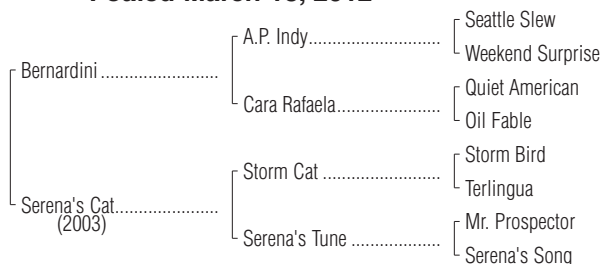 Foaled March 2012
Seattle Slew
A.P. Indy
Weekend Surprise
Bernardini
Quiet American
Cara Rafaela
Oil Fable
Storm Bird
Storm Cat
Terlingua
Serena's Cat
(2003)
Mr. Prospector
Serena's Tune
Serena's Song